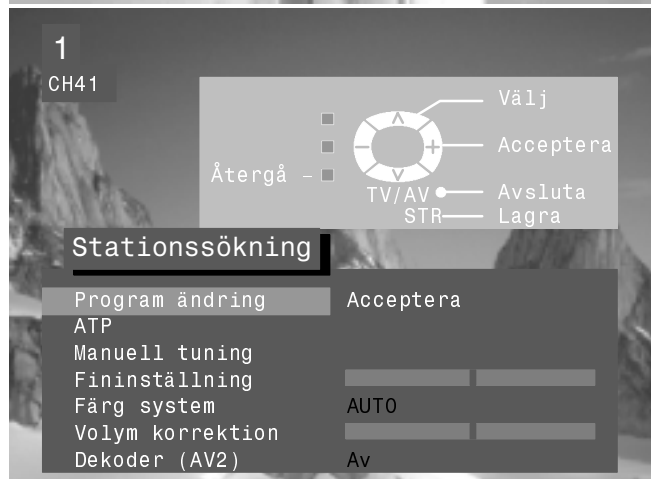 1
CH41
Välj
Acceptera
Återgå –
TV/AV Avsluta
STR Lagra
Stationssökning
Program ändring Acceptera
ATP
Manuell tuning
Fininställning
Färg system AUTO
Volym korrektion
Dekoder (AV2) Av